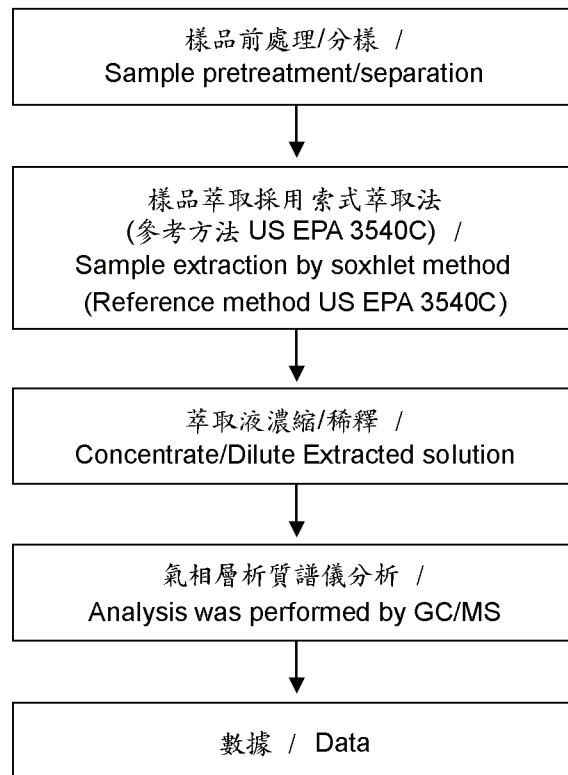 樣品前處理/分樣 /
Sample pretreatment/separation
樣品萃取採用索式萃取法
(參考方法 US EPA 3540C) /
Sample extraction by soxhlet method
(Reference method US EPA 3540C)
萃取液濃縮/稀釋 /
Concentrate/Dilute Extracted solution
氣相層析質譜儀分析 /
Analysis was performed by GC/MS
數據 / Data